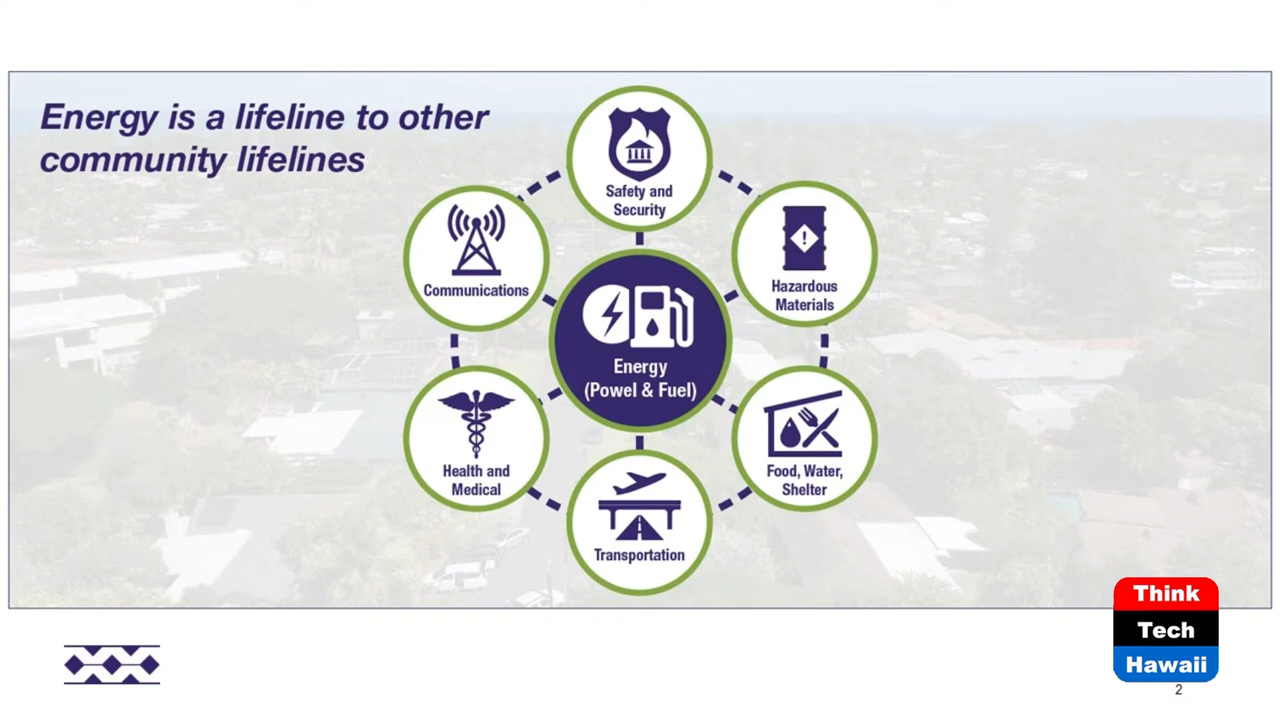 Energy is a lifeline to other
community lifelines
Safety and
Security
Communications
Hazardous
Materials
Energy
(Powel & Fuel)
Health and
Medical
Food, Water,
Shelter
Transportation
Think
Tech
Hawaii
2